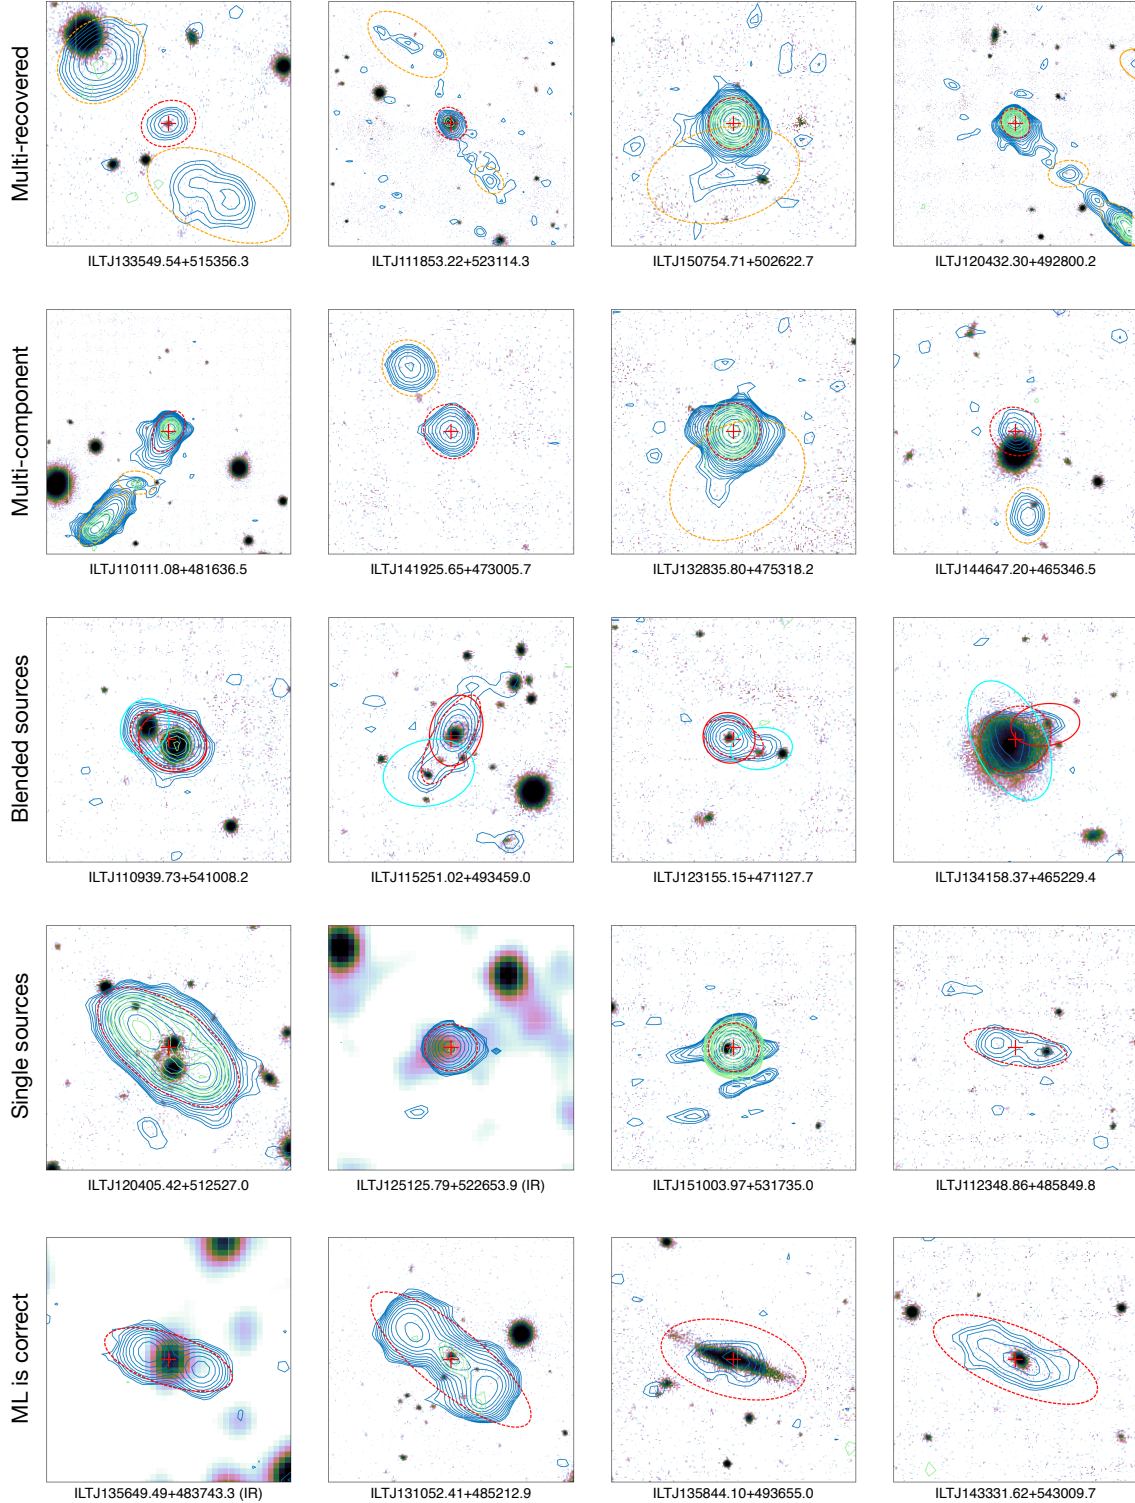 Multi-recovered
ILTJ133549.54+515356.3
ILTJ111853.22+523114.3
ILTJ150754.71+502622.7
ILTJ120432.30+492800.2
Multi-component
ILTJ110111.08+481636.5
ILTJ141925.65+473005.7
ILTJ132835.80+475318.2
ILTJ144647.20+465346.5
Blended sources
ILTJ110939.73+541008.2
ILTJ115251.02+493459.0
ILTJ123155.15+471127.7
ILTJ134158.37+465229.4
Single sources
ILTJ120405.42+512527.0
ILTJ125125.79+522653.9 (IR)
ILTJ151003.97+531735.0
ILTJ112348.86+485849.8
ML is correct
ILTJ135649.49+483743.3 (IR)
ILTJ131052.41+485212.9
ILTJ135844.10+493655.0
ILTJ143331.62+543009.7